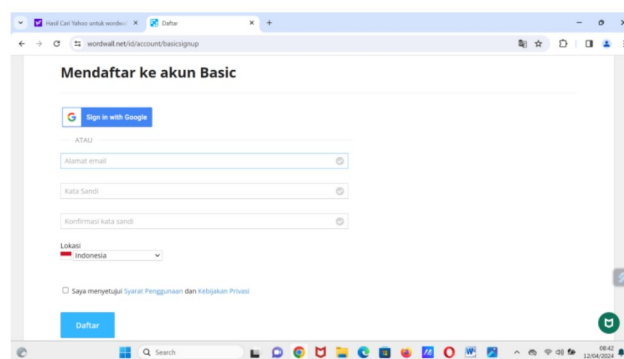 Hasil Cari Yahoo untuk wordwal
Daftar
wordwall.net/id/account/basicsignup
Mendaftar ke akun Basic
Sign in with Google
ATAU
Alamat email
Kata Sandi
Konfirmasi kata sandi
Lokasi
Indonesia
Saya menyetujui Syarat Penggunaan dan Kebijakan Privasi
Daftar
Search
08:42
12/04/2024